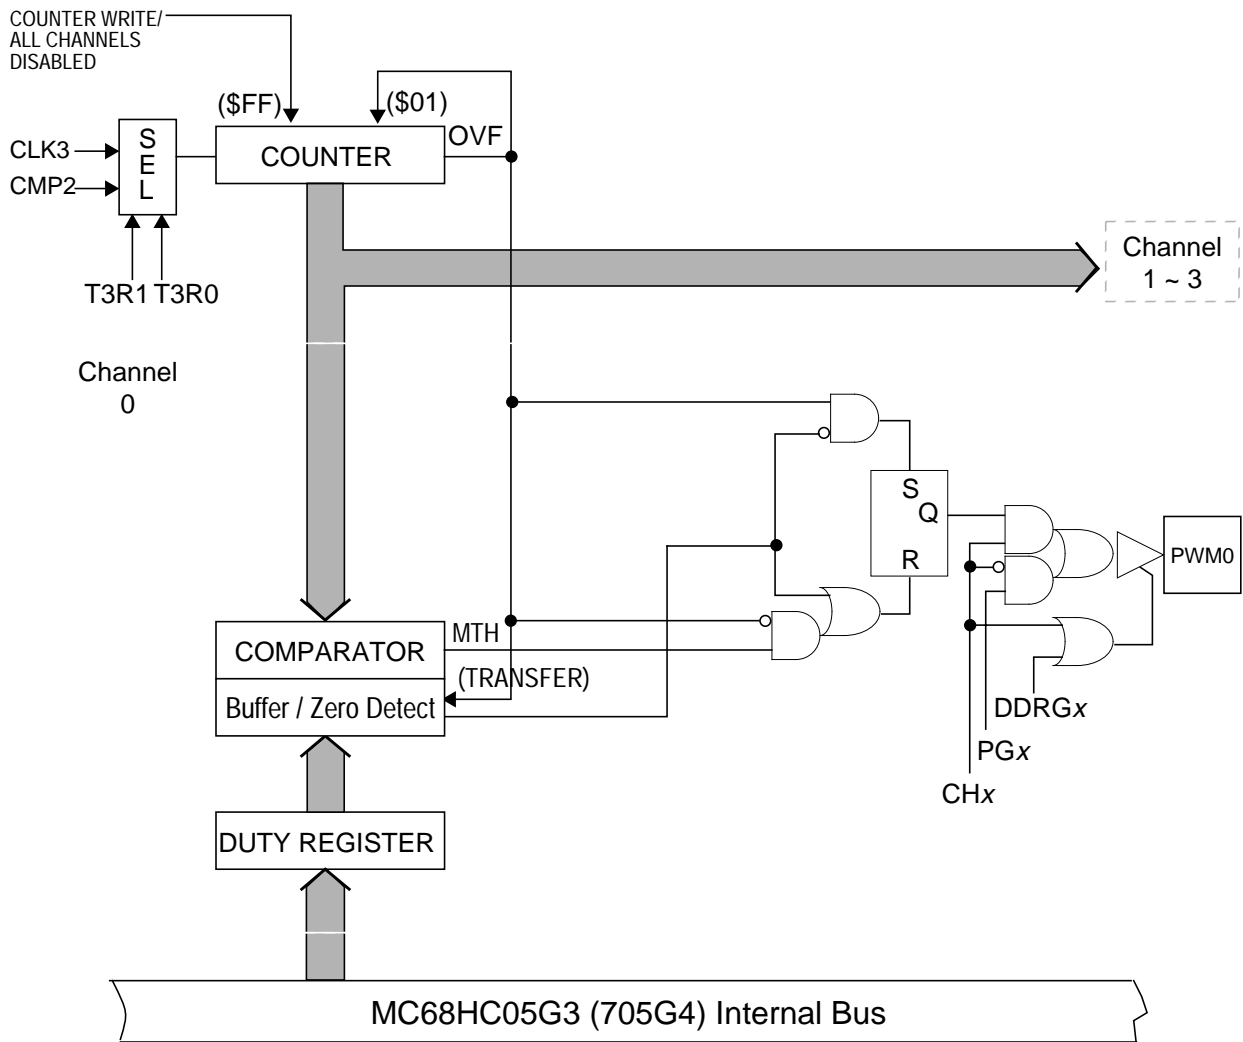 COUNTER WRITE/
ALL CHANNELS
DISABLED
($FF)
($01)
CLK3
CMP2
S
E
L
COUNTER
OVF
T3R1 T3R0
Channel
1 ~ 3
Channel
0
S
Q
R
PWM0
COMPARATOR
MTH
(TRANSFER)
Buffer / Zero Detect
DDRGx
PGx
CHx
DUTY REGISTER
MC68HC05G3 (705G4) Internal Bus